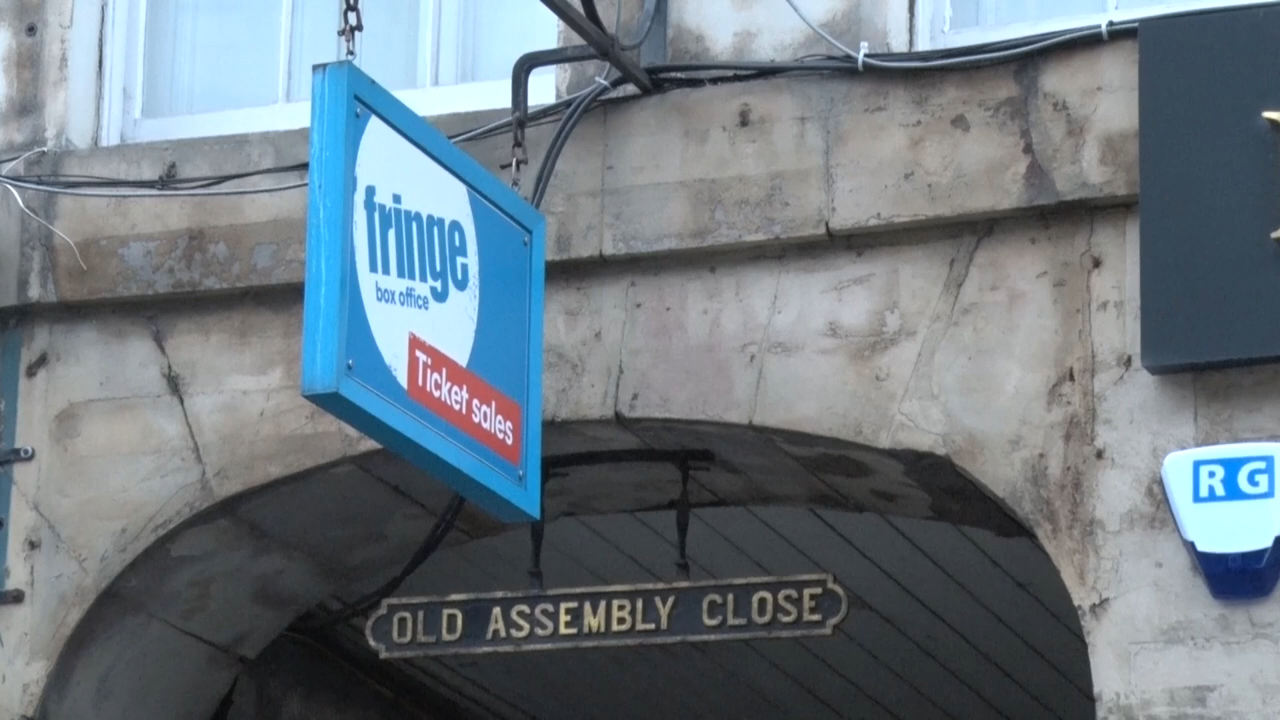 fringe
box office
Ticket sales
OLD ASSEMBLY CLOSE
RG